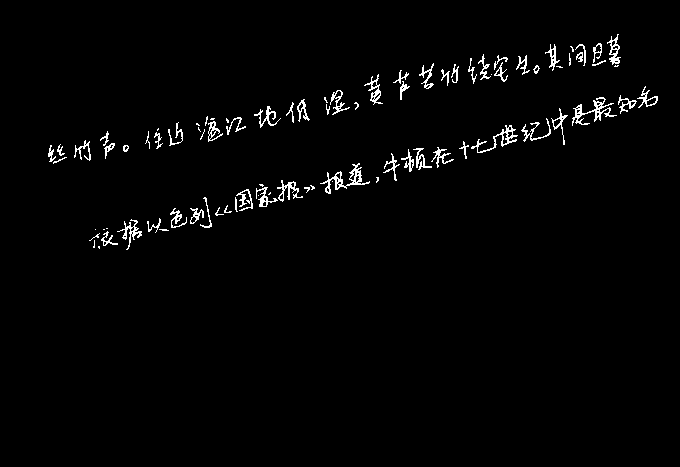 丝竹声。住近湓江地低湿,黄芦苦竹绕宅生。其间旦暮
根据以色列《国家报》报道,牛顿在十七世纪中是最知名